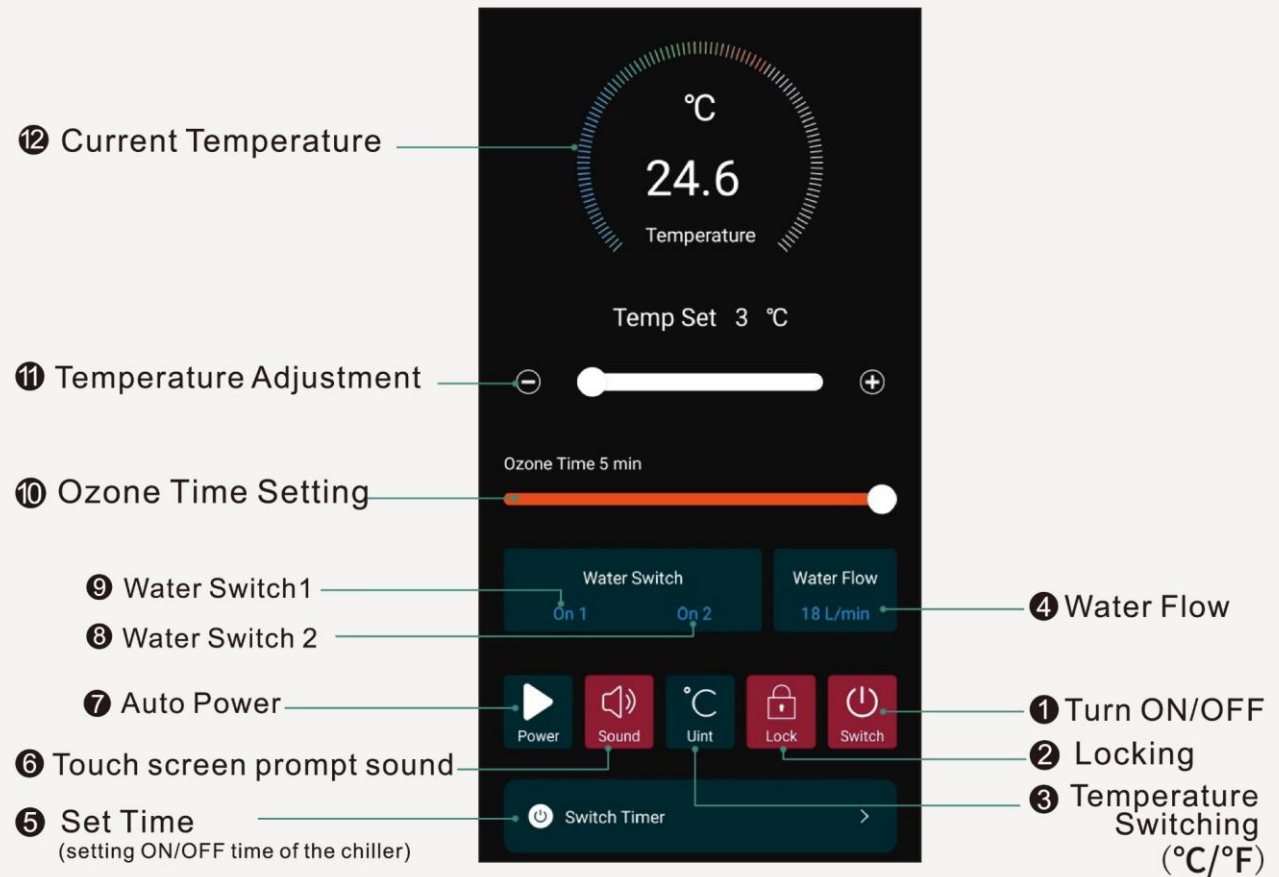 ℃
⓬ Current Temperature
24.6
Temperature
Temp Set 3 ℃
⓫ Temperature Adjustment
Ozone Time 5 min
❿ Ozone Time Setting
Water Switch
Water Flow
❾ Water Switch1
On 1
On 2
18 L/min
❹ Water Flow
❽ Water Switch 2
❼ Auto Power
Power
Sound
℃
Uint
Lock
Switch
❶ Turn ON/OFF
❷ Locking
❻ Touch screen prompt sound
❸ Temperature
Switching
(°C/°F)
❺ Set Time
(setting ON/OFF time of the chiller)
Switch Timer